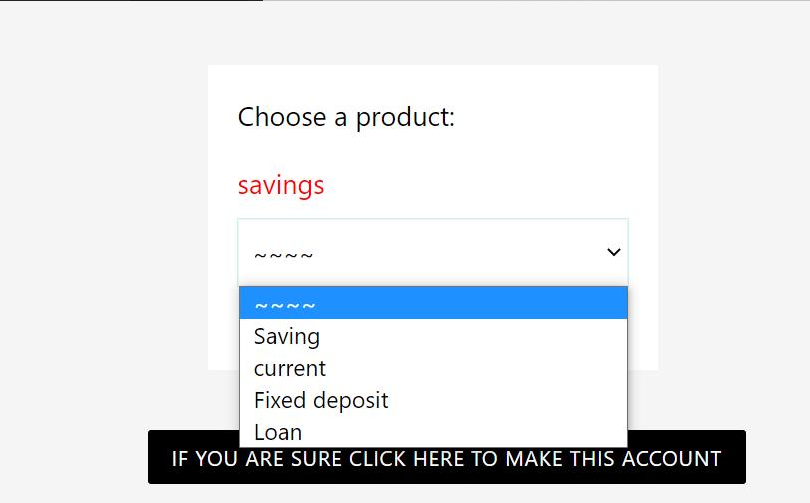 Choose a product:
savings
~~~~
~~~~
Saving
current
Fixed deposit
Loan
IF YOU ARE SURE CLICK HERE TO MAKE THIS ACCOUNT